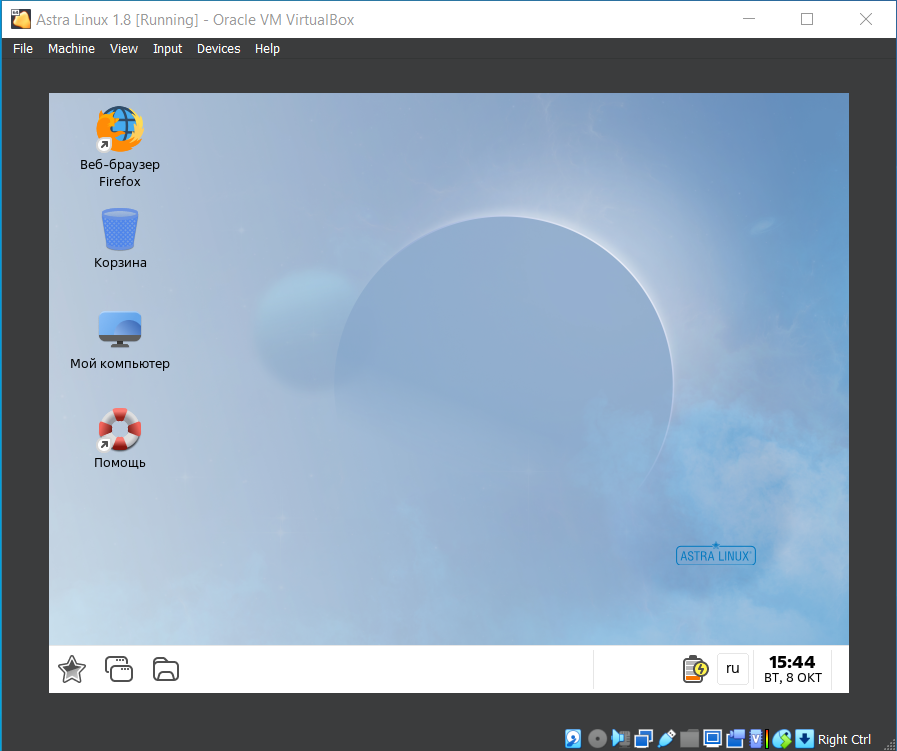 Astra Linux 1.8 [Running] - Oracle VM VirtualBox
File Machine View Input Devices Help
Веб-браузер
Firefox
Корзина
Мой компьютер
Помощь
ASTRA LINUX
ru
15:44
ВТ, 8 ОКТ
Right Ctrl